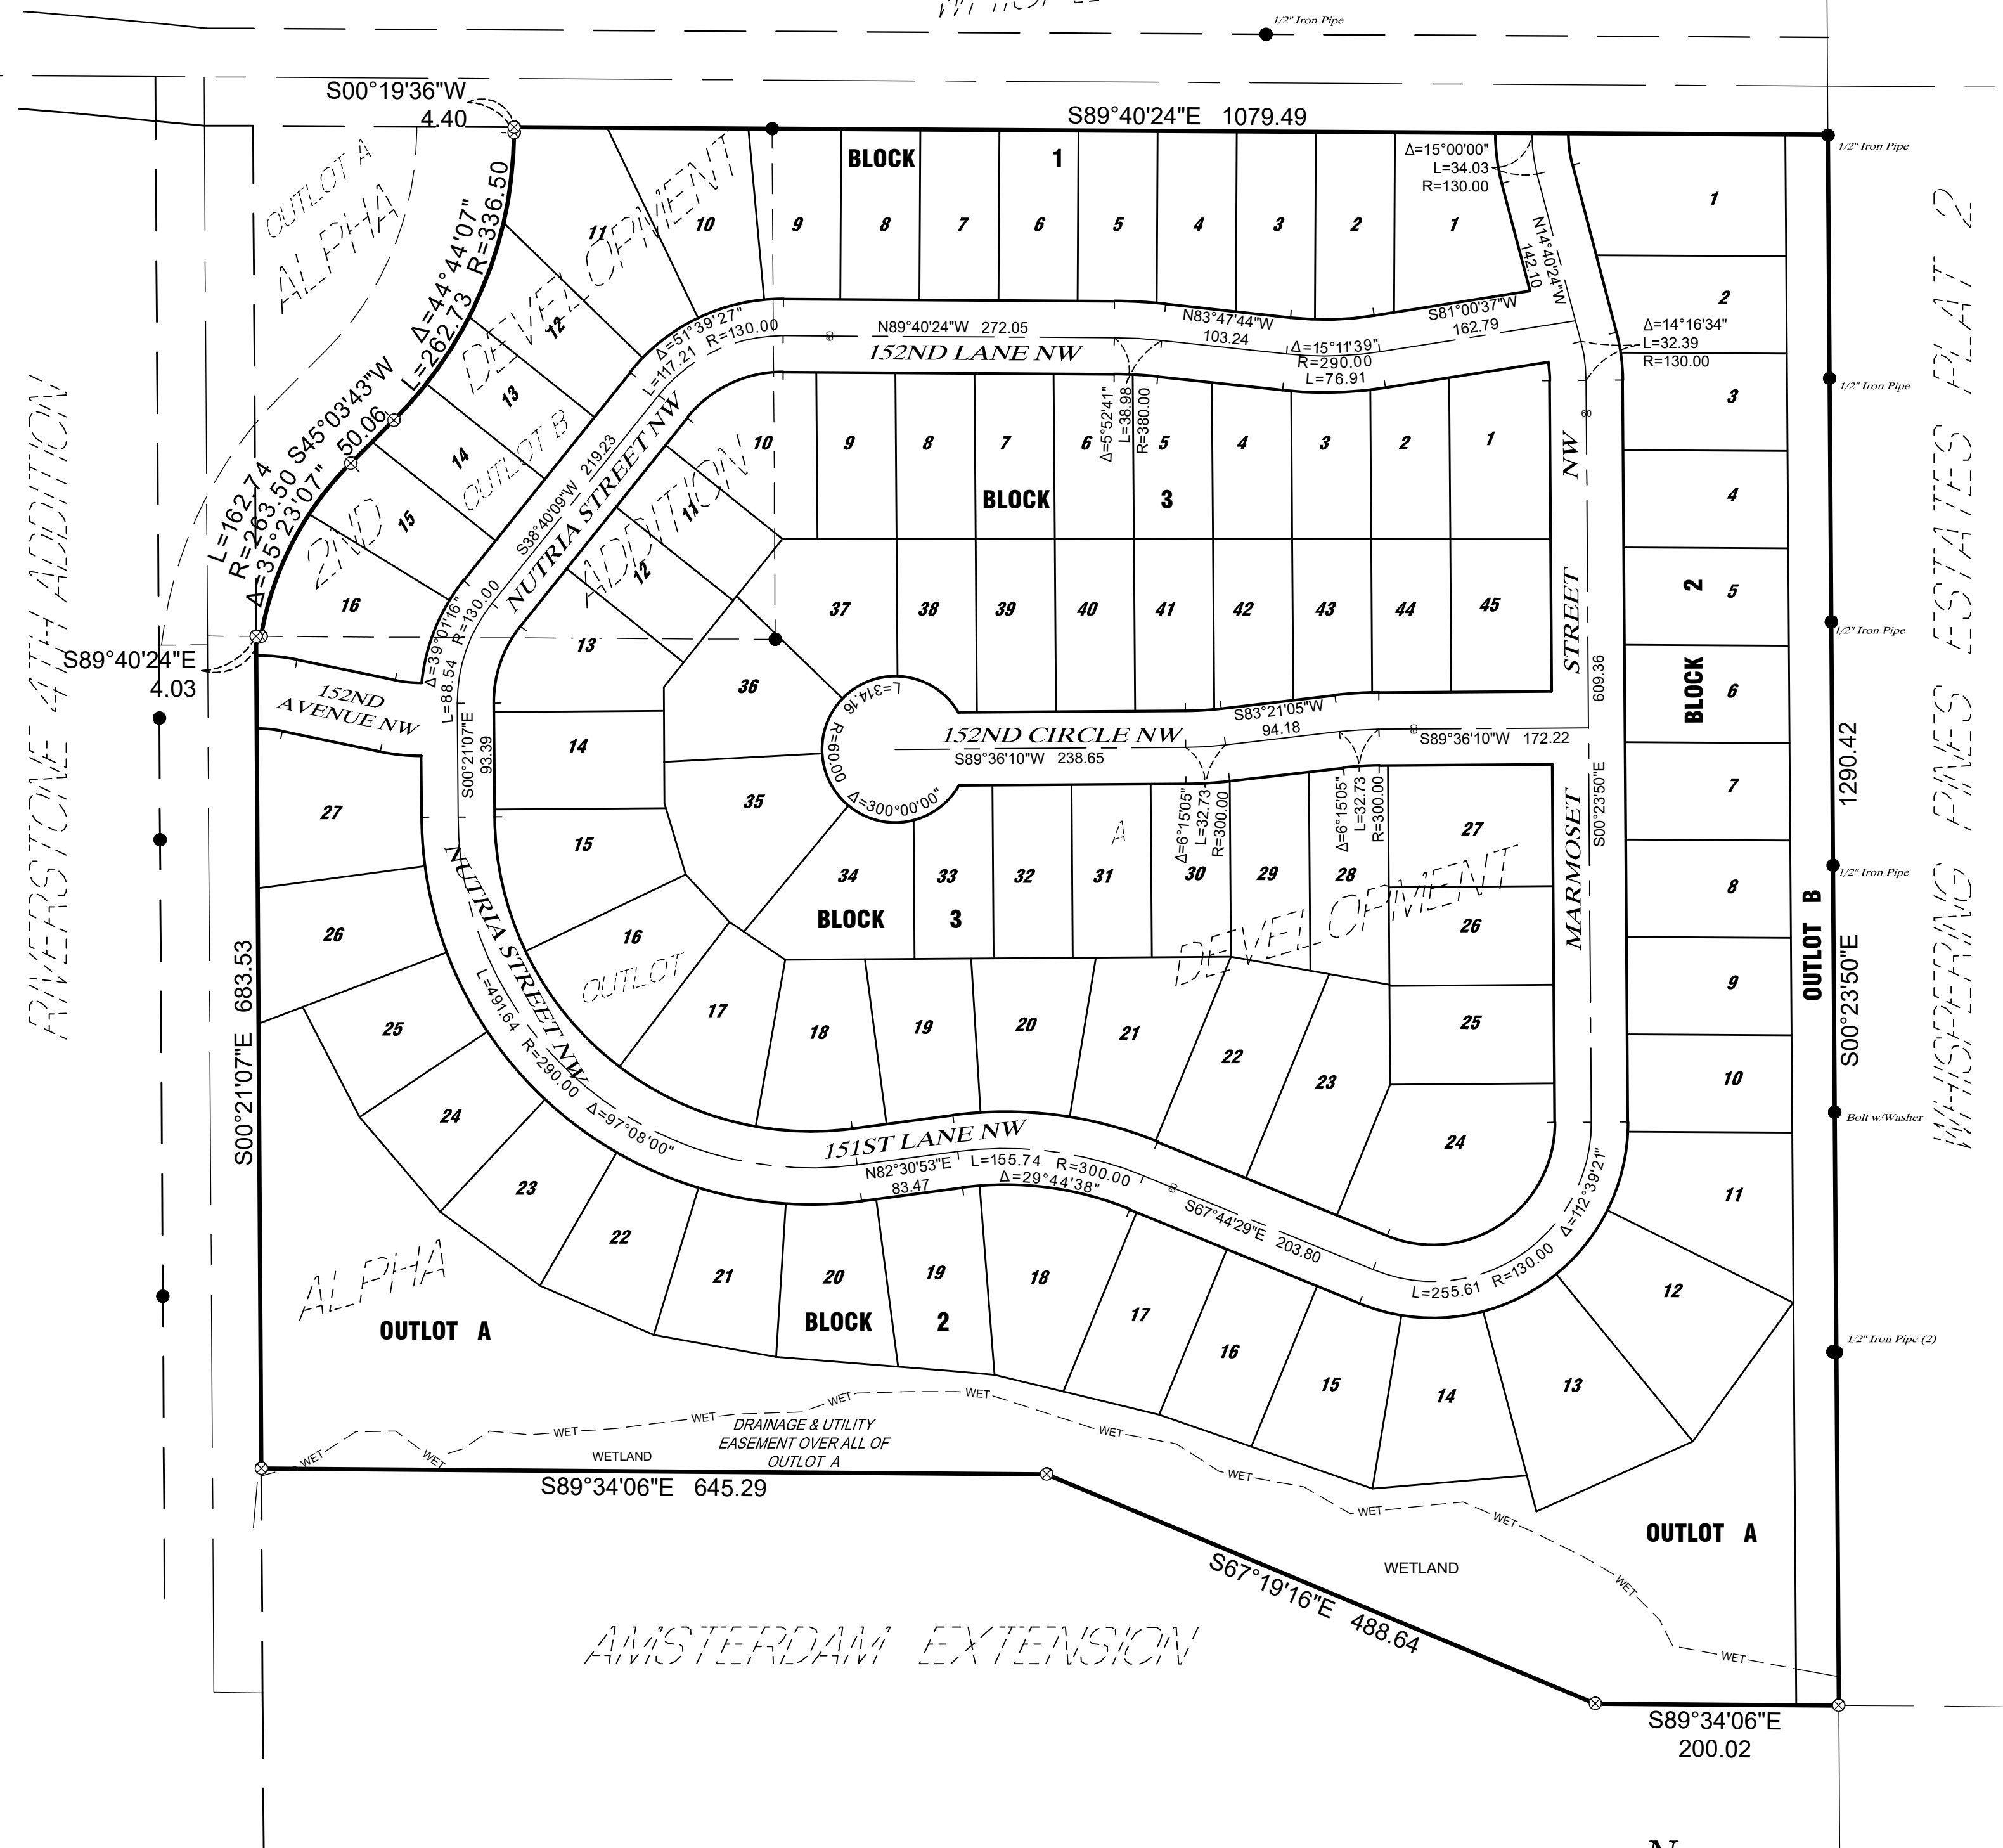 1/2" Iron Pipe
S00°19'36"W
4.40
S89°40'24"E 1079.49
1/2" Iron Pipe
OUTLOT A
ALPHA
DEVELOPMENT
2ND
OUTLOT B
ADDITION
Δ=44°44'07"
R=336.50
L=262.73
S45°03'43"W
50.06
L=162.74
R=263.50
Δ=35°23'07"
S89°40'24"E
4.03
RIVERSTONE 4TH ADDITION
WHISPERING PINES ESTATES PLAT 2
BLOCK 1
11
10
9
8
7
6
5
4
3
2
1
12
13
14
15
16
Δ=15°00'00"
L=34.03
R=130.00
N14°40'24"W
142.10
Δ=14°16'34"
L=32.39
R=130.00
Δ=51°39'27"
L=117.21 R=130.00
60
N89°40'24"W 272.05
152ND LANE NW
N83°47'44"W
103.24
Δ=15°11'39"
R=290.00
L=76.91
S81°00'37"W
162.79
Δ=5°52'41"
L=38.98
R=380.00
S38°40'09"W 219.23
NUTRIA STREET NW
Δ=39°01'16"
L=88.54 R=130.00
152ND
AVENUE NW
S00°21'07"E
93.39
10
9
8
7
6
5
4
3
2
1
BLOCK 3
11
12
13
14
15
16
17
18
19
20
21
22
23
24
25
26
27
28
29
30
31
32
33
34
35
36
37
38
39
40
41
42
43
44
45
BLOCK 3
L=314.16
R=60.00
Δ=300°00'00"
152ND CIRCLE NW
S89°36'10"W 238.65
S83°21'05"W
94.18
60
S89°36'10"W 172.22
Δ=6°15'05"
L=32.73
R=300.00
Δ=6°15'05"
L=32.73
R=300.00
60
MARMOSET STREET NW
609.36
S00°23'50"E
OUTLOT A
DEVELOPMENT
NUTRIA STREET NW
L=491.64 R=290.00 Δ=97°08'00"
151ST LANE NW
N82°30'53"E
83.47
L=155.74 R=300.00
Δ=29°44'38"
60
S67°44'29"E 203.80
L=255.61 R=130.00 Δ=112°39'21"
1
2
3
4
5
6
7
8
9
10
11
12
13
14
15
16
17
18
19
20
21
22
23
24
25
26
27
BLOCK 2
BLOCK 2
OUTLOT B
1/2" Iron Pipe
1/2" Iron Pipe
1/2" Iron Pipe
Bolt w/Washer
1/2" Iron Pipe (2)
1290.42
S00°23'50"E
S00°21'07"E 683.53
ALPHA
OUTLOT A
WET
WET
WET
WET
WET
WET
WET
WET
WET
WET
WET
WET
WETLAND
DRAINAGE & UTILITY
EASEMENT OVER ALL OF
OUTLOT A
S89°34'06"E 645.29
OUTLOT A
WETLAND
S67°19'16"E 488.64
AMSTERDAM EXTENSION
S89°34'06"E
200.02